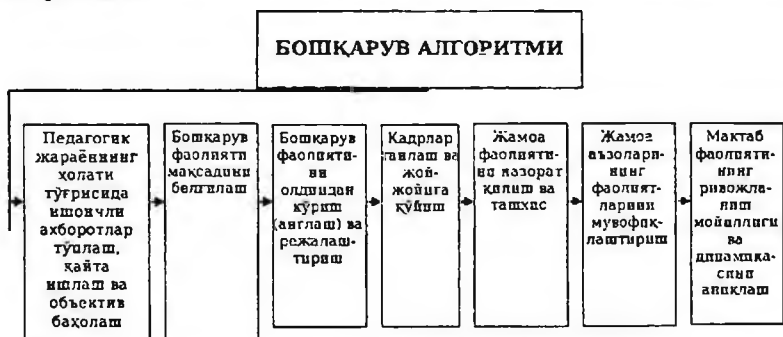 БОШҚАРУВ АЛГОРИТМИ
Педагогик
жараённинг
ҳолати
тўғрисида
ишончли
ахборотлар
тўплаш,
қайта
ишлаш ва
объектив
баҳолаш
Бошқарув
фаолияти
мақсадини
белгилаш
Бошқарув
фаолияти-
ни
олдиндан
кўриш
(англаш) ва
режалаш-
тириш
Кадрлар
танлаш ва
жой-
жойига
қўйиш
Жамоа
фаолияти-
ни назорат
қилиш ва
ташхис
Жамоа
аъзолари-
нинг
фаолият-
ларини
мувофиқ-
лаштириш
Мактаб
фаолияти-
нинг
ривожла-
ниш
мойиллиги
ва
динамика-
сини
аниқлаш